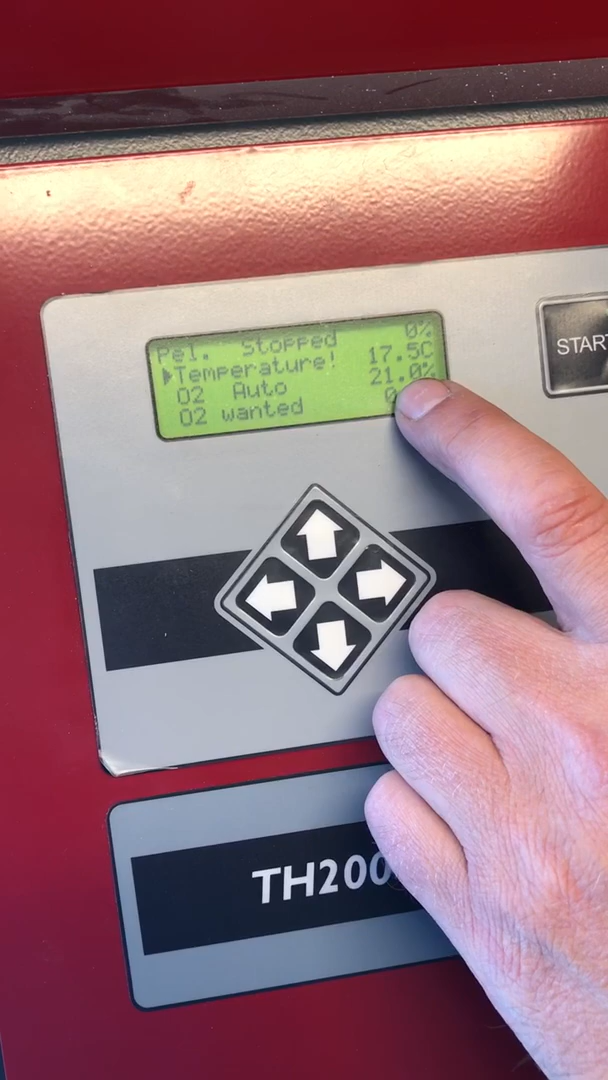 Pel. Stopped 0%
Temperature! 17.5C
O2 Auto 21.0%
O2 wanted
START
TH200